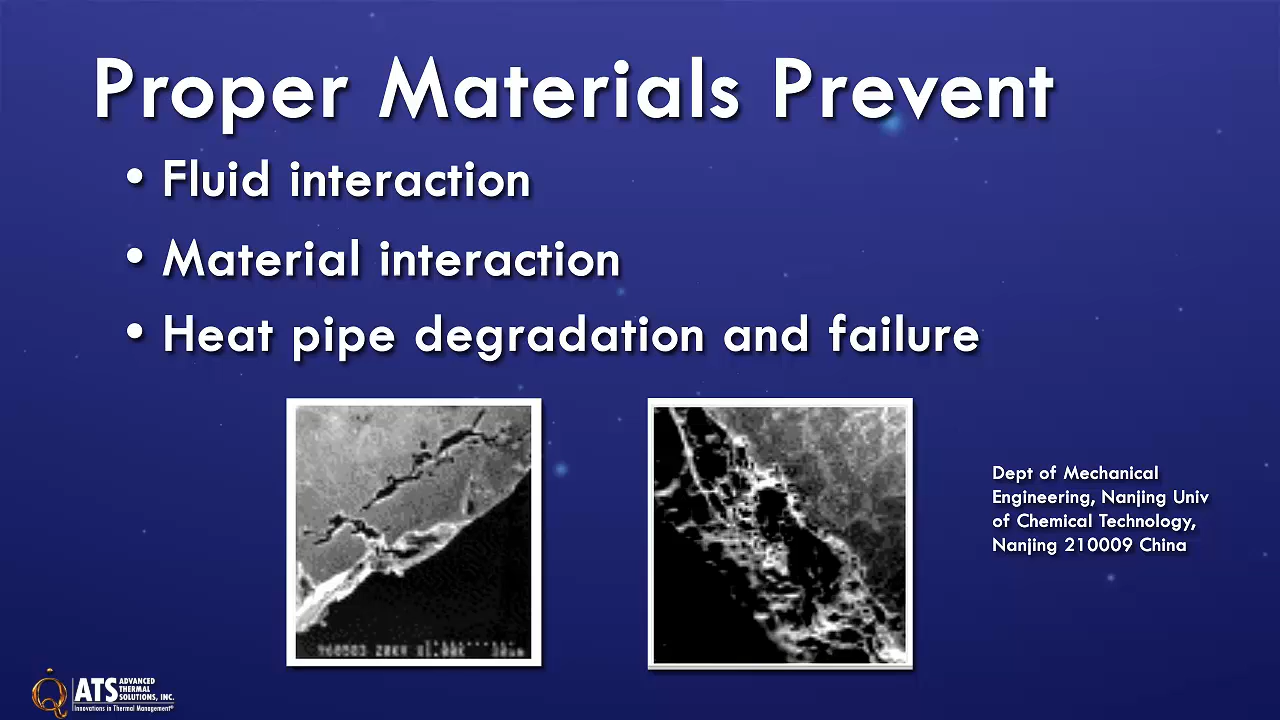 Proper Materials Prevent
• Fluid interaction
• Material interaction
• Heat pipe degradation and failure
Dept of Mechanical
Engineering, Nanjing Univ
of Chemical Technology,
Nanjing 210009 China
ATS ADVANCED
THERMAL
SOLUTIONS, INC.
Innovations in Thermal Management®